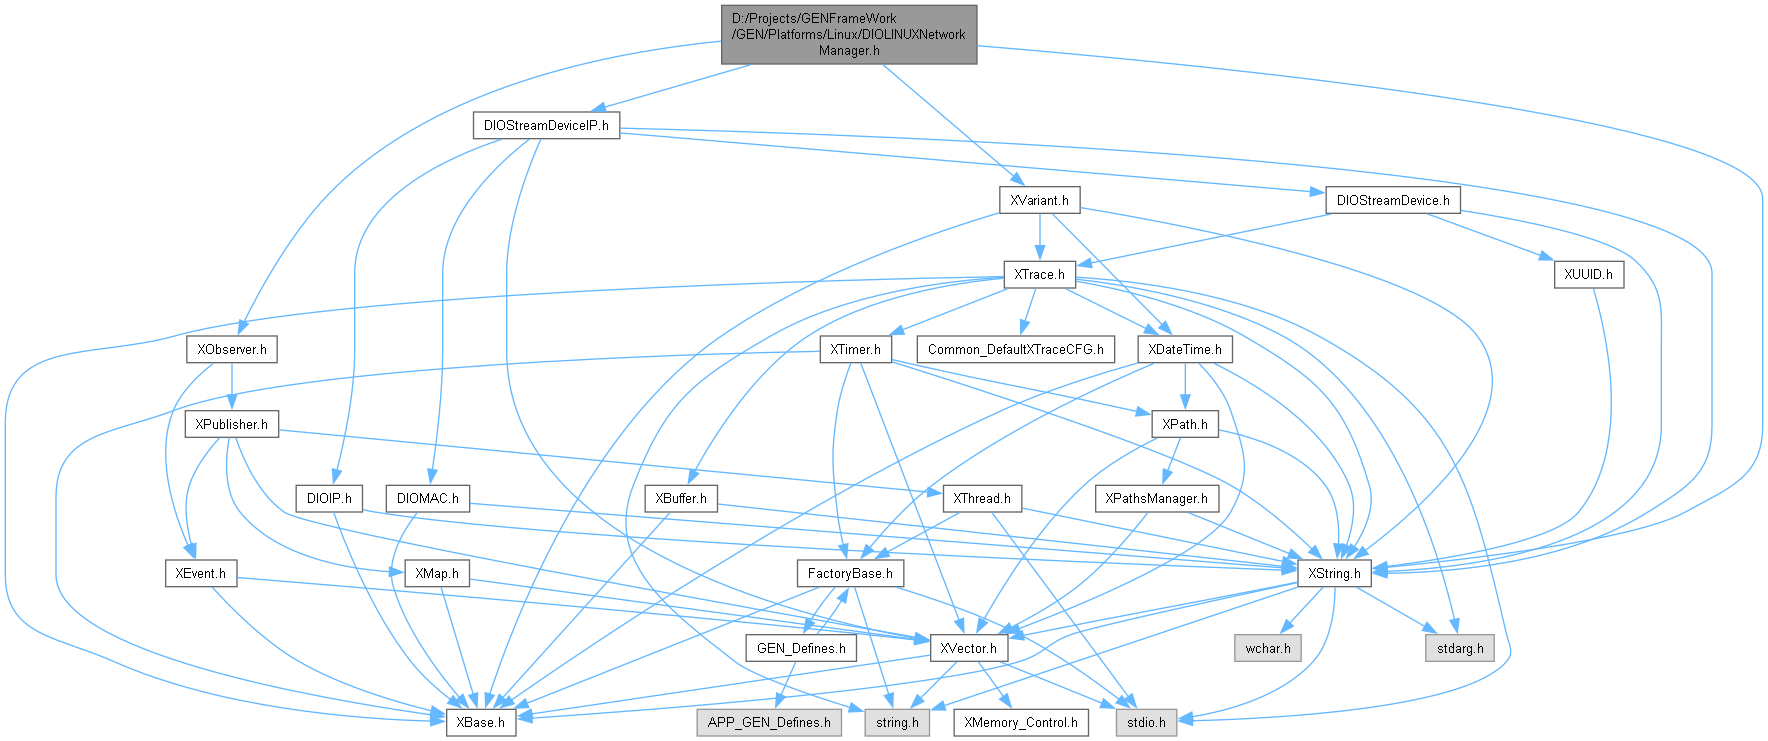 D:/Projects/GENFrameWork
/GEN/Platforms/Linux/DIOLINUXNetwork
Manager.h
DIOStreamDeviceIP.h
XVariant.h
DIOStreamDevice.h
XTrace.h
XUUID.h
XObserver.h
XTimer.h
Common_DefaultXTraceCFG.h
XDateTime.h
XPublisher.h
XPath.h
DIOIP.h
DIOMAC.h
XBuffer.h
XThread.h
XPathsManager.h
XEvent.h
XMap.h
FactoryBase.h
XString.h
GEN_Defines.h
XVector.h
wchar.h
stdarg.h
XBase.h
APP_GEN_Defines.h
string.h
XMemory_Control.h
stdio.h